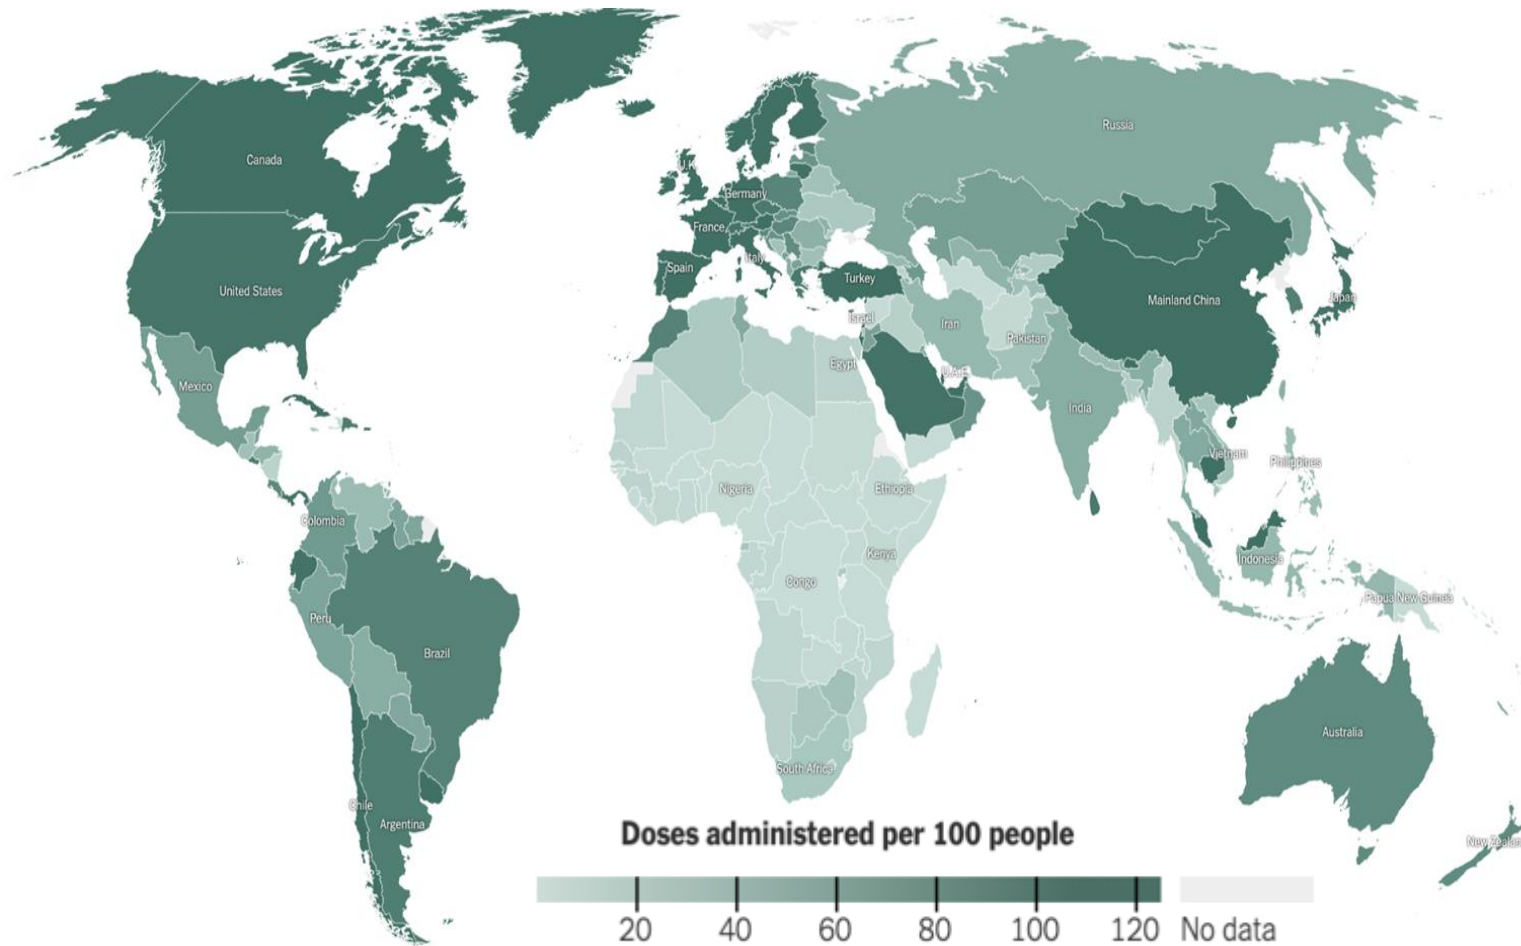 Canada
United States
Mexico
Colombia
Peru
Brazil
Chile
Argentina
U.K.
Germany
France
Spain
Italy
Turkey
Israel
Egypt
Nigeria
Ethiopia
Kenya
Congo
South Africa
Russia
Iran
U.A.E.
Pakistan
India
Mainland China
Japan
Vietnam
Philippines
Indonesia
Papua New Guinea
Australia
New Zealan
Doses administered per 100 people
20 40 60 80 100 120 No data